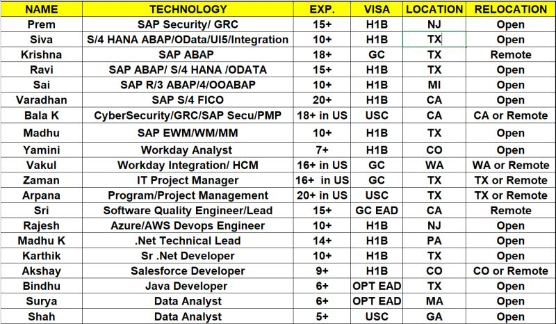 NAME TECHNOLOGY EXP. VISA LOCATION RELOCATION
Prem SAP Security/ GRC 15+ H1B NJ Open
Siva S/4 HANA ABAP/OData/UI5/Integration 10+ H1B TX Open
Krishna SAP ABAP 18+ GC TX Remote
Ravi SAP ABAP/ S/4 HANA /ODATA 15+ H1B TX Open
Sai SAP R/3 ABAP/4/OOABAP 10+ H1B MI Open
Varadhan SAP S/4 FICO 20+ H1B CA Open
Bala K CyberSecurity/GRC/SAP Secu/PMP 18+ in US USC CA CA or Remote
Madhu SAP EWM/WM/MM 10+ H1B TX Open
Yamini Workday Analyst 7+ H1B CO Open
Vakul Workday Integration/ HCM 16+ in US GC WA WA or Remote
Zaman IT Project Manager 16+ in US GC TX TX or Remote
Arpana Program/Project Management 20+ in US USC TX TX or Remote
Sri Software Quality Engineer/Lead 15+ GC EAD CA Remote
Rajesh Azure/AWS Devops Engineer 10+ H1B NJ Open
Madhu K .Net Technical Lead 14+ H1B PA Open
Karthik Sr .Net Developer 10+ H1B TX Open
Akshay Salesforce Developer 9+ H1B CO CO or Remote
Bindhu Java Developer 6+ OPT EAD TX Open
Surya Data Analyst 6+ OPT EAD MA Open
Shah Data Analyst 5+ USC GA Open